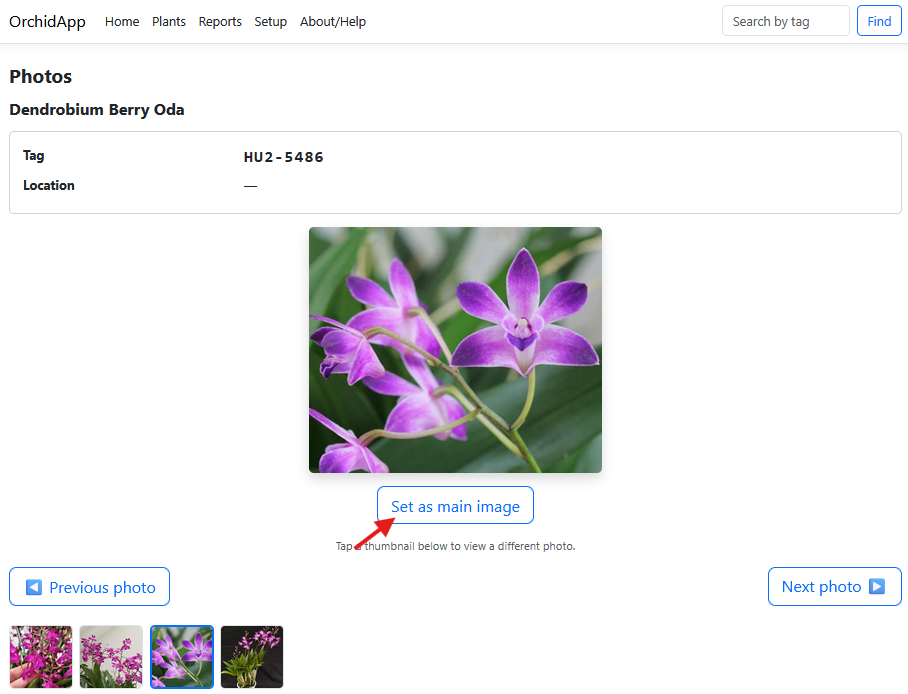 OrchidApp Home Plants Reports Setup About/Help Search by tag Find
Photos
Dendrobium Berry Oda
Tag HU2-5486
Location —
Set as main image
Tap a thumbnail below to view a different photo.
Previous photo Next photo